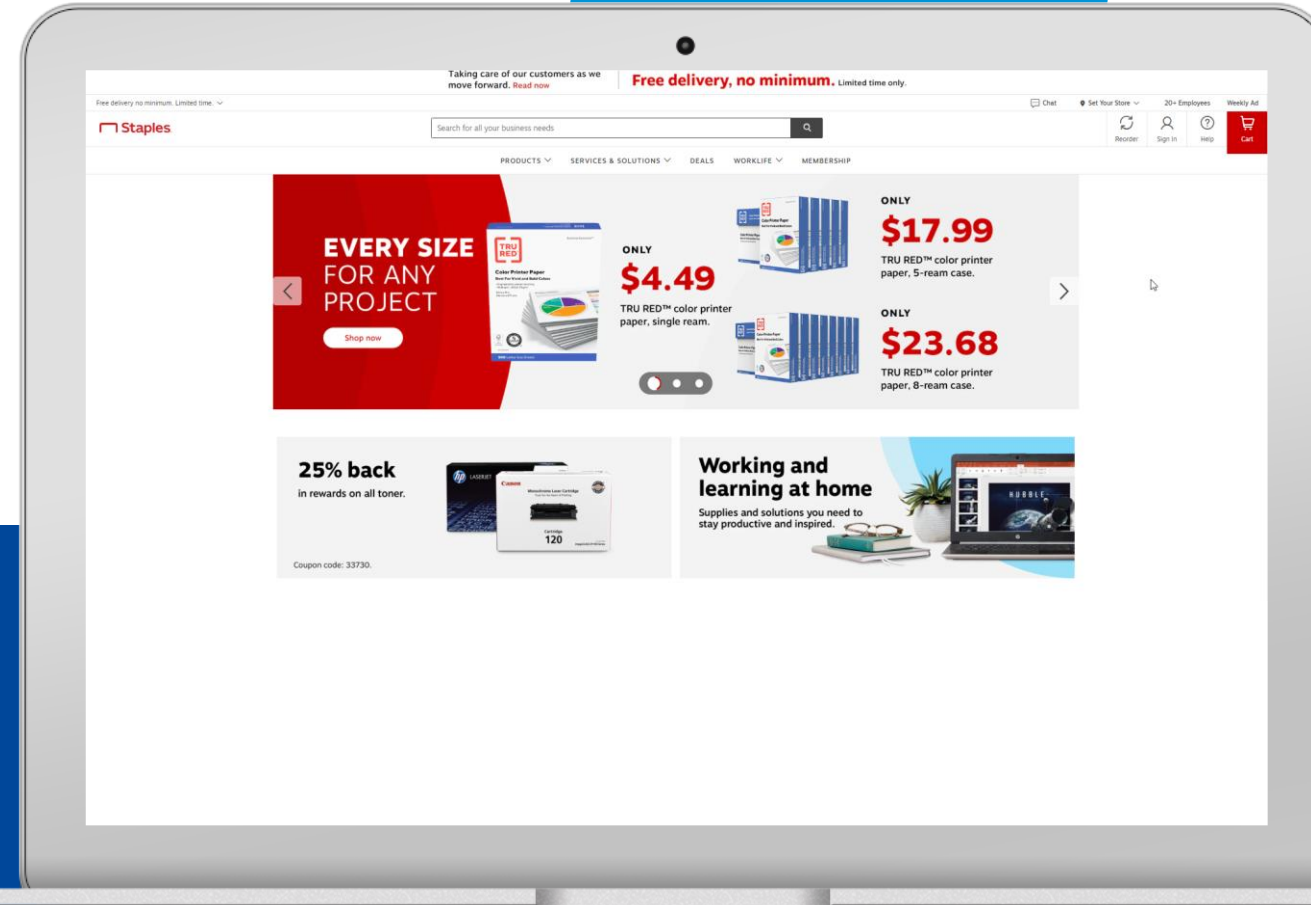 Taking care of our customers as we
move forward. Read now
Free delivery, no minimum. Limited time only.
Free delivery no minimum. Limited time.
Chat
Set Your Store
20+ Employees
Weekly Ad
Staples
Search for all your business needs
Reorder
Sign In
Help
Cart
PRODUCTS
SERVICES & SOLUTIONS
DEALS
WORKLIFE
MEMBERSHIP
EVERY SIZE
FOR ANY
PROJECT
Shop now
TRU
RED
Color Printer Paper
ONLY
$4.49
TRU RED™ color printer
paper, single ream.
ONLY
$17.99
TRU RED™ color printer
paper, 5-ream case.
ONLY
$23.68
TRU RED™ color printer
paper, 8-ream case.
25% back
in rewards on all toner.
Coupon code: 33730.
hp LASERJET
Canon
Cartridge
120
Working and
learning at home
Supplies and solutions you need to
stay productive and inspired.
HUBBLE